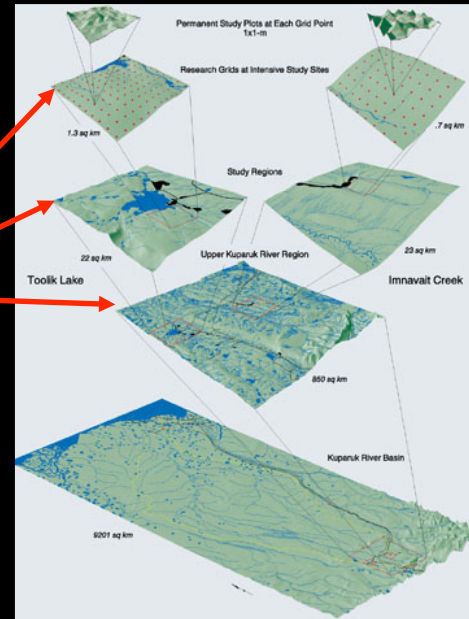 Permanent Study Plots at Each Grid Point
1x1-m
Research Grids at Intensive Study Sites
1.3 sq km
.7 sq km
Study Regions
22 sq km
23 sq km
Upper Kuparuk River Region
Toolik Lake
Imnavait Creek
850 sq km
Kuparuk River Basin
9201 sq km